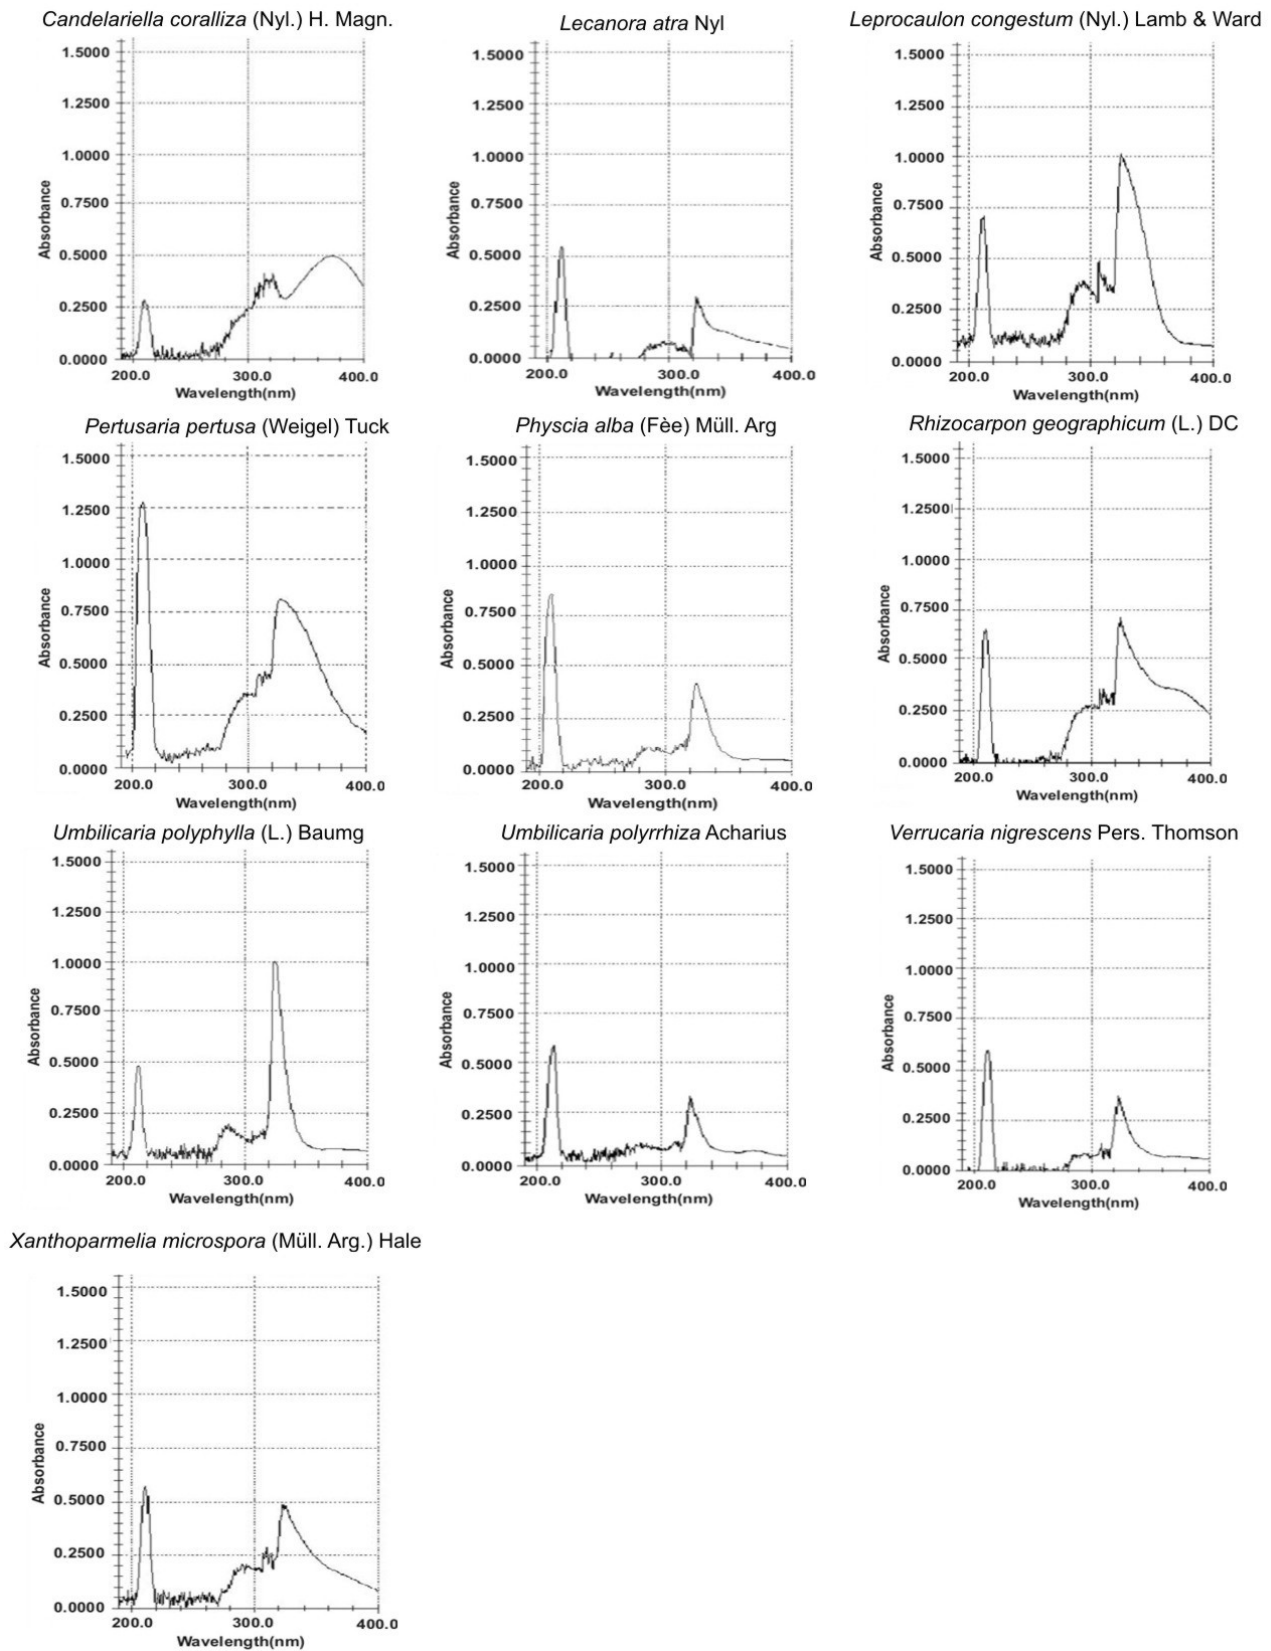 Candelariella coralliza (Nyl.) H. Magn.
1.5000
1.2500
1.0000
0.7500
0.5000
0.2500
0.0000
Absorbance
200.0 300.0 400.0
Wavelength(nm)
Lecanora atra Nyl
1.5000
1.2500
1.0000
0.7500
0.5000
0.2500
0.0000
Absorbance
200.0 300.0 400.0
Wavelength(nm)
Leprocaulon congestum (Nyl.) Lamb & Ward
1.5000
1.2500
1.0000
0.7500
0.5000
0.2500
0.0000
Absorbance
200.0 300.0 400.0
Wavelength(nm)
Pertusaria pertusa (Weigel) Tuck
1.5000
1.2500
1.0000
0.7500
0.5000
0.2500
0.0000
Absorbance
200.0 300.0 400.0
Wavelength(nm)
Physcia alba (Fèe) Müll. Arg
1.5000
1.2500
1.0000
0.7500
0.5000
0.2500
0.0000
Absorbance
200.0 300.0 400.0
Wavelength(nm)
Rhizocarpon geographicum (L.) DC
1.5000
1.2500
1.0000
0.7500
0.5000
0.2500
0.0000
Absorbance
200.0 300.0 400.0
Wavelength(nm)
Umbilicaria polyphylla (L.) Baumg
1.5000
1.2500
1.0000
0.7500
0.5000
0.2500
0.0000
Absorbance
200.0 300.0 400.0
Wavelength(nm)
Umbilicaria polyrrhiza Acharius
1.5000
1.2500
1.0000
0.7500
0.5000
0.2500
0.0000
Absorbance
200.0 300.0 400.0
Wavelength(nm)
Verrucaria nigrescens Pers. Thomson
1.5000
1.2500
1.0000
0.7500
0.5000
0.2500
0.0000
Absorbance
200.0 300.0 400.0
Wavelength(nm)
Xanthoparmelia microspora (Müll. Arg.) Hale
1.5000
1.2500
1.0000
0.7500
0.5000
0.2500
0.0000
Absorbance
200.0 300.0 400.0
Wavelength(nm)